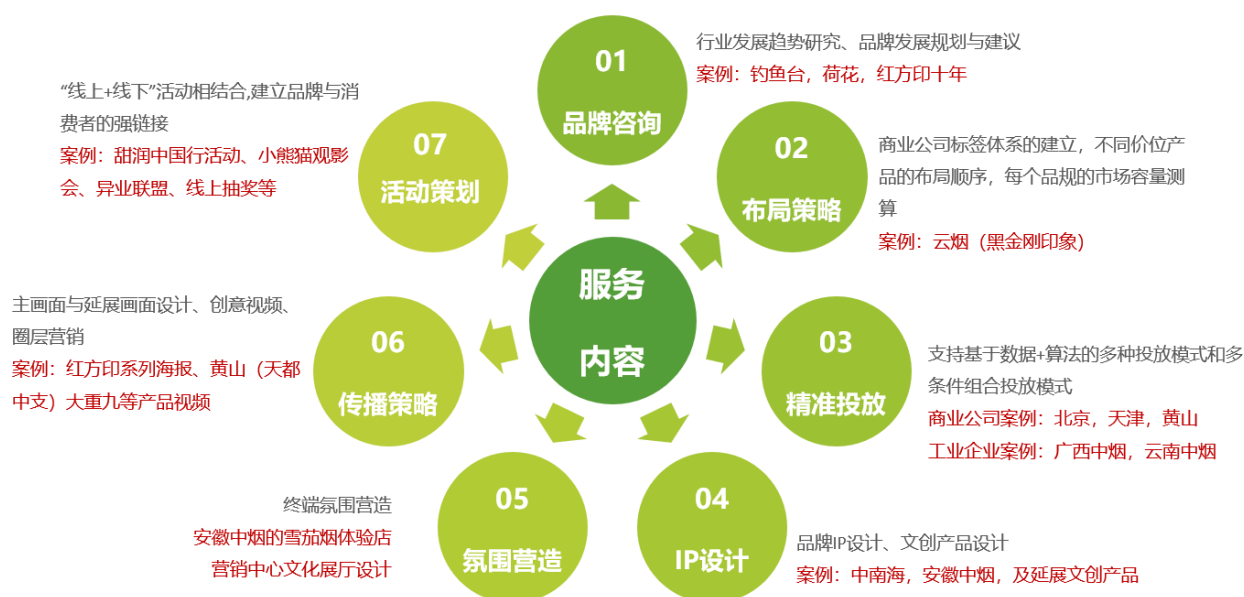 服务
内容
01
品牌咨询
行业发展趋势研究、品牌发展规划与建议
案例：钓鱼台，荷花，红方印十年
02
布局策略
商业公司标签体系的建立，不同价位产
品的布局顺序，每个品规的市场容量测
算
案例：云烟（黑金刚印象）
03
精准投放
支持基于数据+算法的多种投放模式和多
条件组合投放模式
商业公司案例：北京，天津，黄山
工业企业案例：广西中烟，云南中烟
04
IP设计
品牌IP设计、文创产品设计
案例：中南海，安徽中烟，及延展文创产品
05
氛围营造
终端氛围营造
安徽中烟的雪茄烟体验店
营销中心文化展厅设计
06
传播策略
主画面与延展画面设计、创意视频、
圈层营销
案例：红方印系列海报、黄山（天都
中支）大重九等产品视频
07
活动策划
“线上+线下”活动相结合,建立品牌与消
费者的强链接
案例：甜润中国行活动、小熊猫观影
会、异业联盟、线上抽奖等